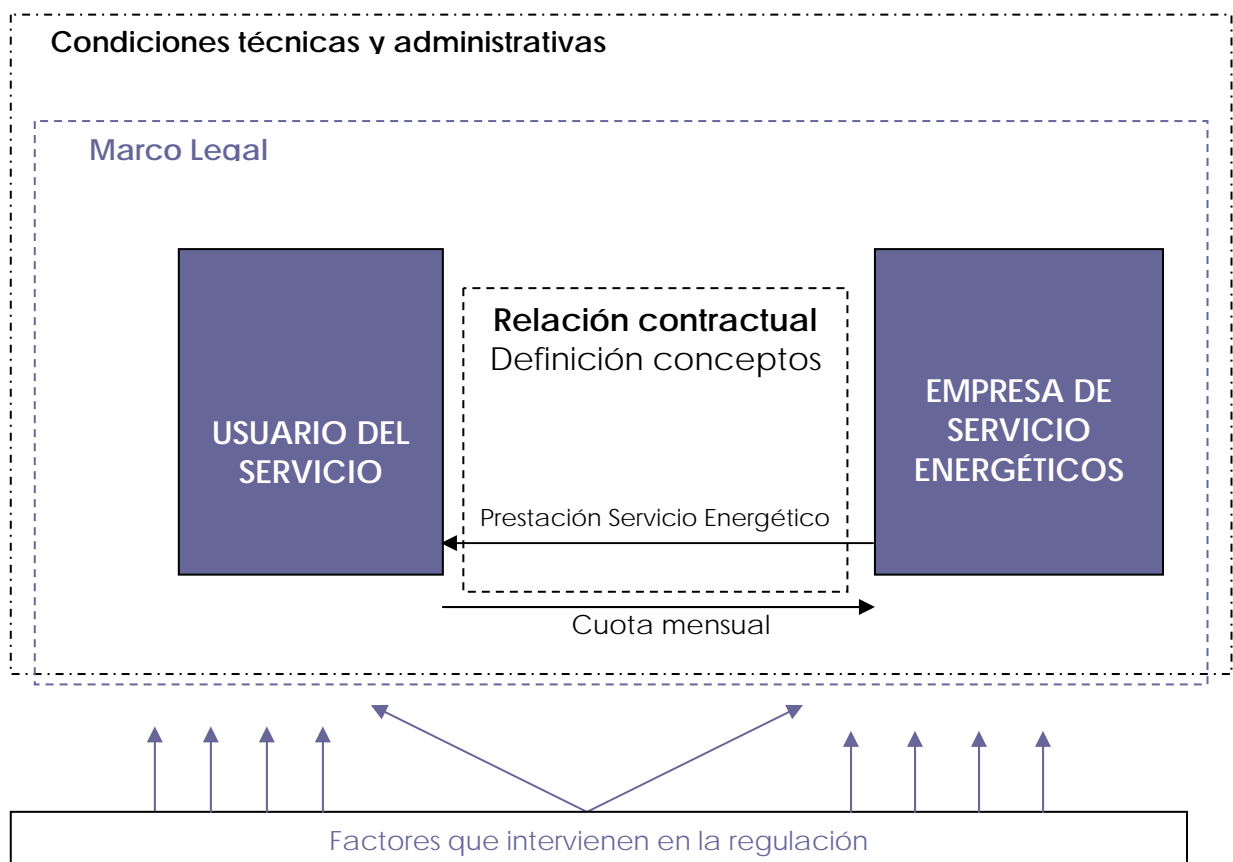 Condiciones técnicas y administrativas
Marco Legal
Relación contractual
Definición conceptos
USUARIO DEL
SERVICIO
EMPRESA DE
SERVICIO
ENERGÉTICOS
Prestación Servicio Energético
Cuota mensual
Factores que intervienen en la regulación